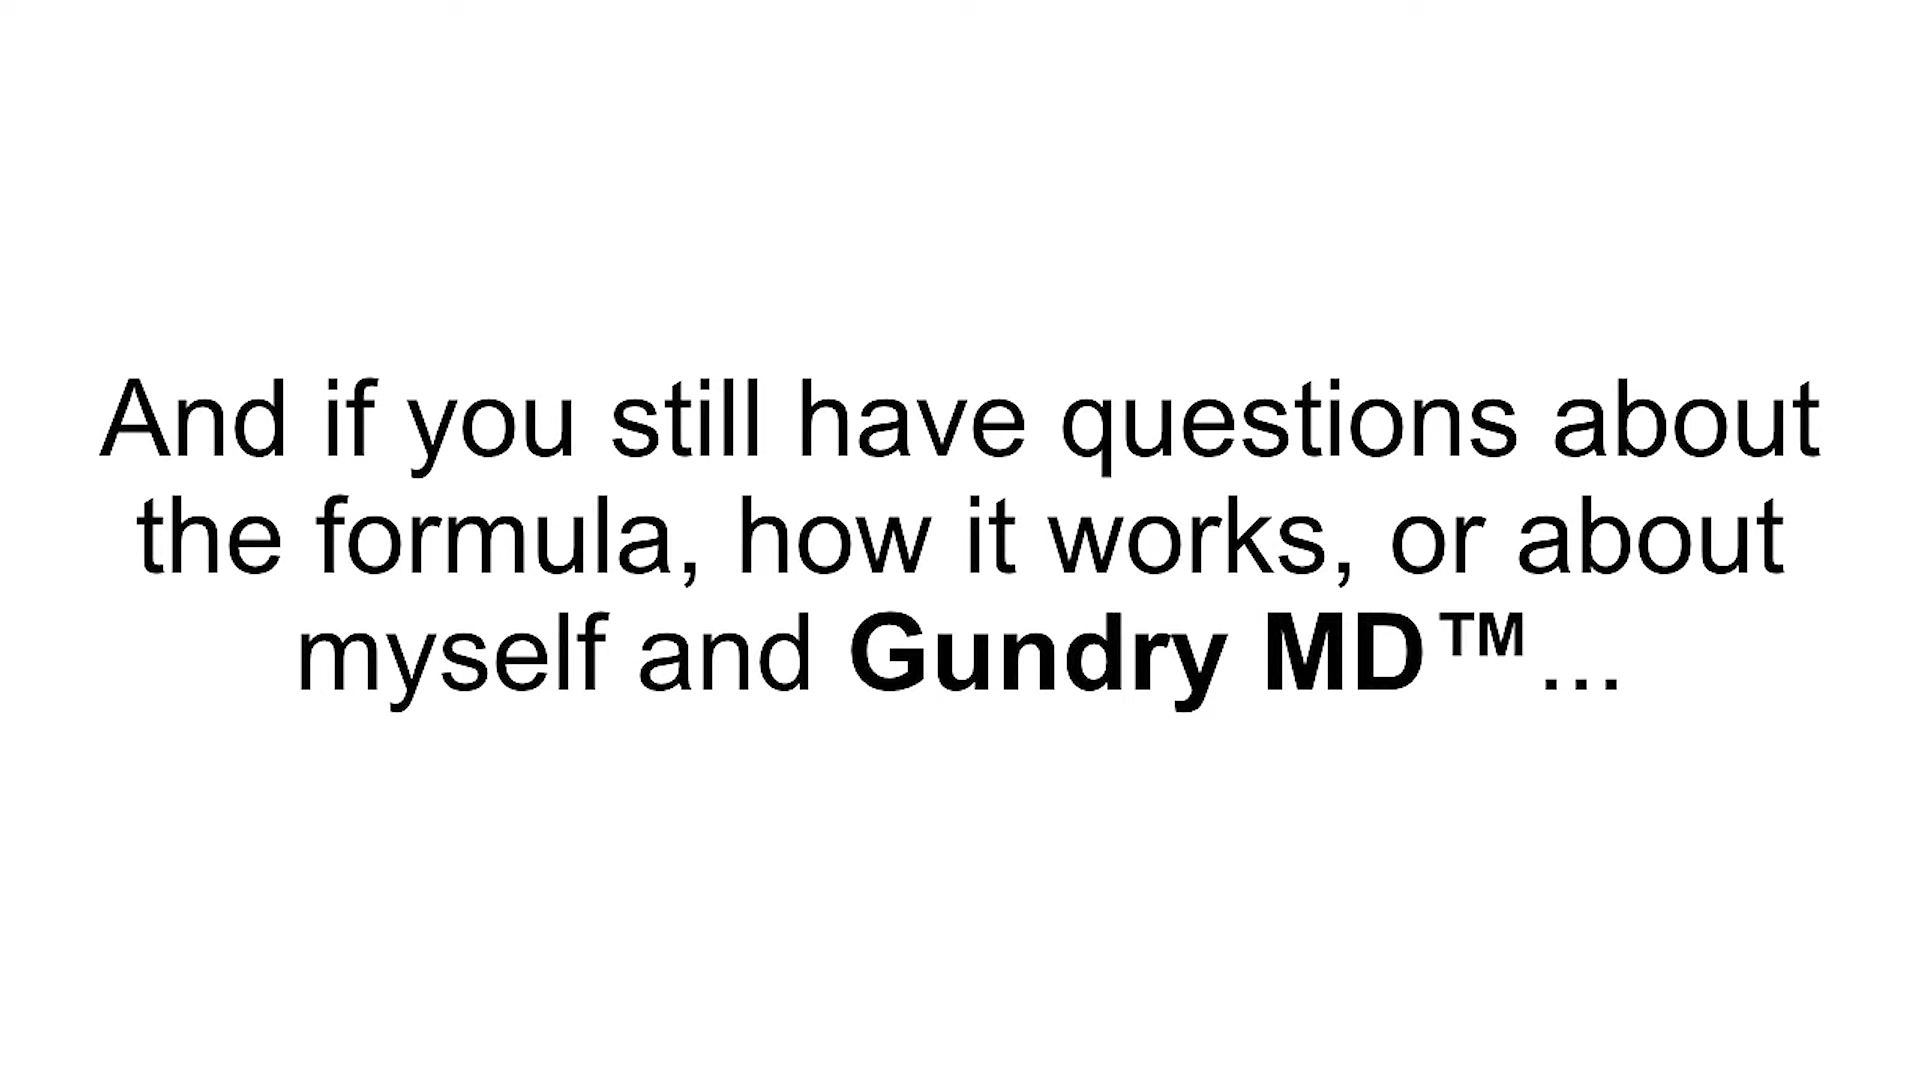 And if you still have questions about
the formula, how it works, or about
myself and Gundry MD™...